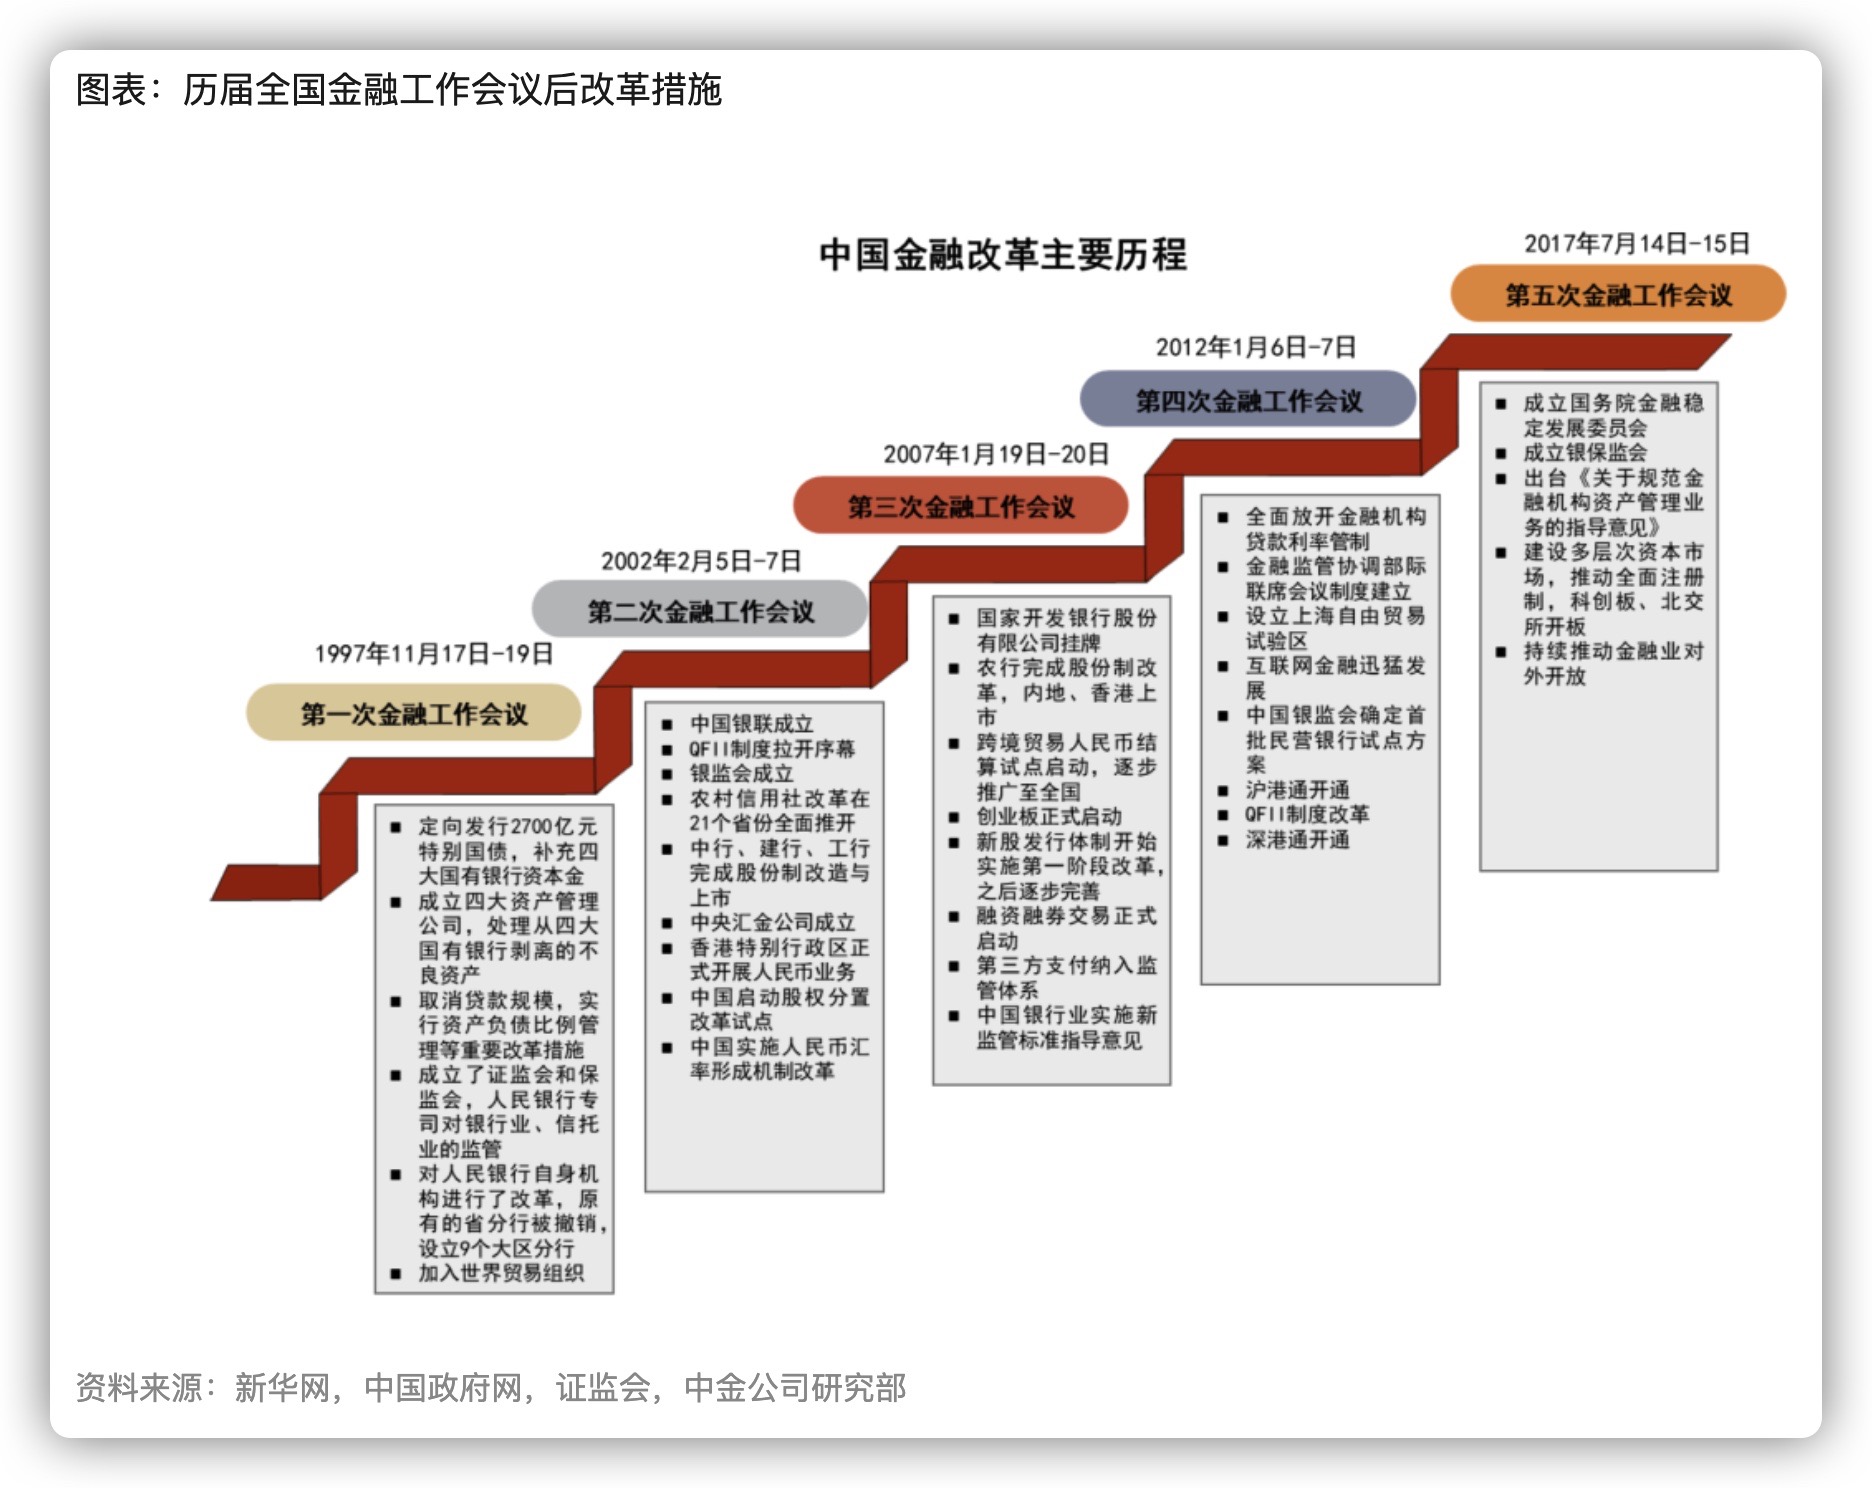 图表：历届全国金融工作会议后改革措施
中国金融改革主要历程
1997年11月17日-19日
第一次金融工作会议
■ 定向发行2700亿元
特别国债，补充四
大国有银行资本金
■ 成立四大资产管理
公司，处理从四大
国有银行剥离的不
良资产
■ 取消贷款规模，实
行资产负债比例管
理等重要改革措施
■ 成立了证监会和保
监会，人民银行专
司对银行业、信托
业的监管
■ 对人民银行自身机
构进行了改革，原
有的省分行被撤销，
设立9个大区分行
■ 加入世界贸易组织
2002年2月5日-7日
第二次金融工作会议
■ 中国银联成立
■ QFII制度拉开序幕
■ 银监会成立
■ 农村信用社改革在
21个省份全面推开
■ 中行、建行、工行
完成股份制改造与
上市
■ 中央汇金公司成立
■ 香港特别行政区正
式开展人民币业务
■ 中国启动股权分置
改革试点
■ 中国实施人民币汇
率形成机制改革
2007年1月19日-20日
第三次金融工作会议
■ 国家开发银行股份
有限公司挂牌
■ 农行完成股份制改
革，内地、香港上
市
■ 跨境贸易人民币结
算试点启动，逐步
推广至全国
■ 创业板正式启动
■ 新股发行体制开始
实施第一阶段改革，
之后逐步完善
■ 融资融券交易正式
启动
■ 第三方支付纳入监
管体系
■ 中国银行业实施新
监管标准指导意见
2012年1月6日-7日
第四次金融工作会议
■ 全面放开金融机构
贷款利率管制
■ 金融监管协调部际
联席会议制度建立
■ 设立上海自由贸易
试验区
■ 互联网金融迅猛发
展
■ 中国银监会确定首
批民营银行试点方
案
■ 沪港通开通
■ QFII制度改革
■ 深港通开通
2017年7月14日-15日
第五次金融工作会议
■ 成立国务院金融稳
定发展委员会
■ 成立银保监会
■ 出台《关于规范金
融机构资产管理业
务的指导意见》
■ 建设多层次资本市
场，推动全面注册
制，科创板、北交
所开板
■ 持续推动金融业对
外开放
资料来源：新华网，中国政府网，证监会，中金公司研究部